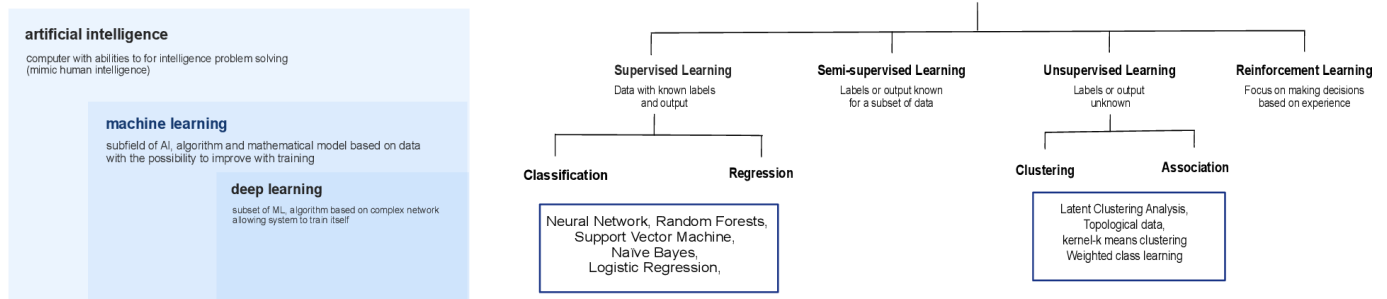 artificial intelligence
computer with abilities to for intelligence problem solving
(mimic human intelligence)
machine learning
subfield of AI, algorithm and mathematical model based on data
with the possibility to improve with training
deep learning
subset of ML, algorithm based on complex network
allowing system to train itself
Supervised Learning
Data with known labels
and output
Semi-supervised Learning
Labels or output known
for a subset of data
Unsupervised Learning
Labels or output
unknown
Reinforcement Learning
Focus on making decisions
based on experience
Classification
Regression
Neural Network, Random Forests,
Support Vector Machine,
Naïve Bayes,
Logistic Regression,
Clustering
Association
Latent Clustering Analysis,
Topological data,
kernel-k means clustering
Weighted class learning